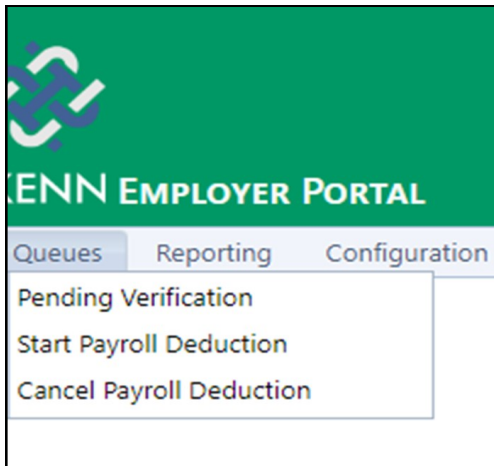 KENN EMPLOYER PORTAL
Queues Reporting Configuration
Pending Verification
Start Payroll Deduction
Cancel Payroll Deduction